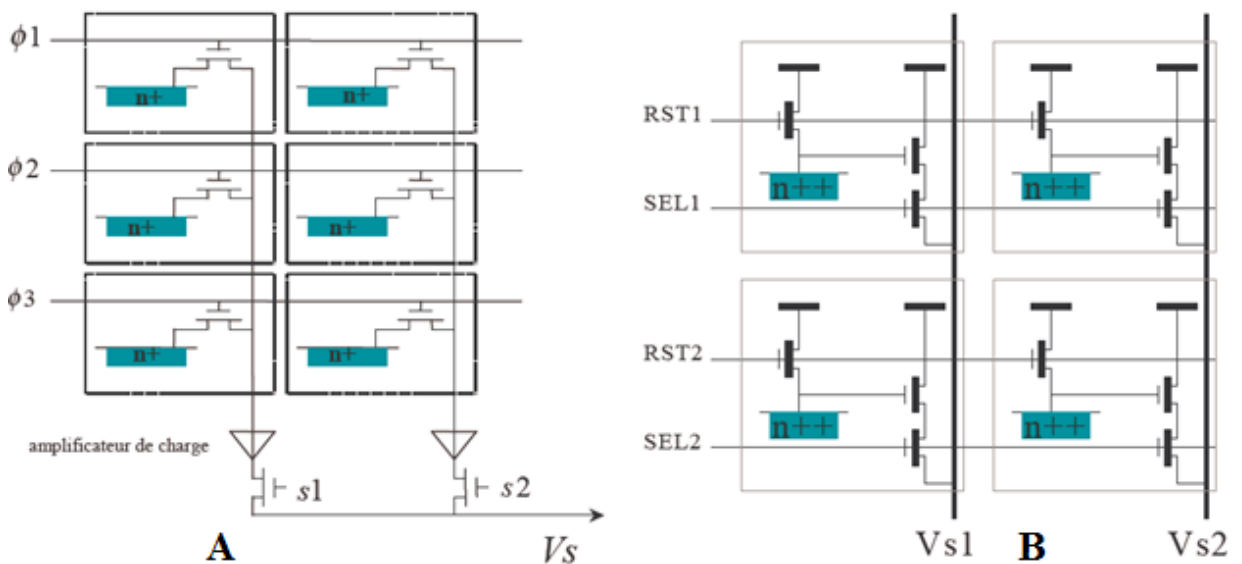 ϕ1
n+ n+
ϕ2
n+ n+
ϕ3
n+ n+
amplificateur de charge
s1 s2
A Vs
RST1
n++ n++
SEL1
RST2
n++ n++
SEL2
Vs1 B Vs2